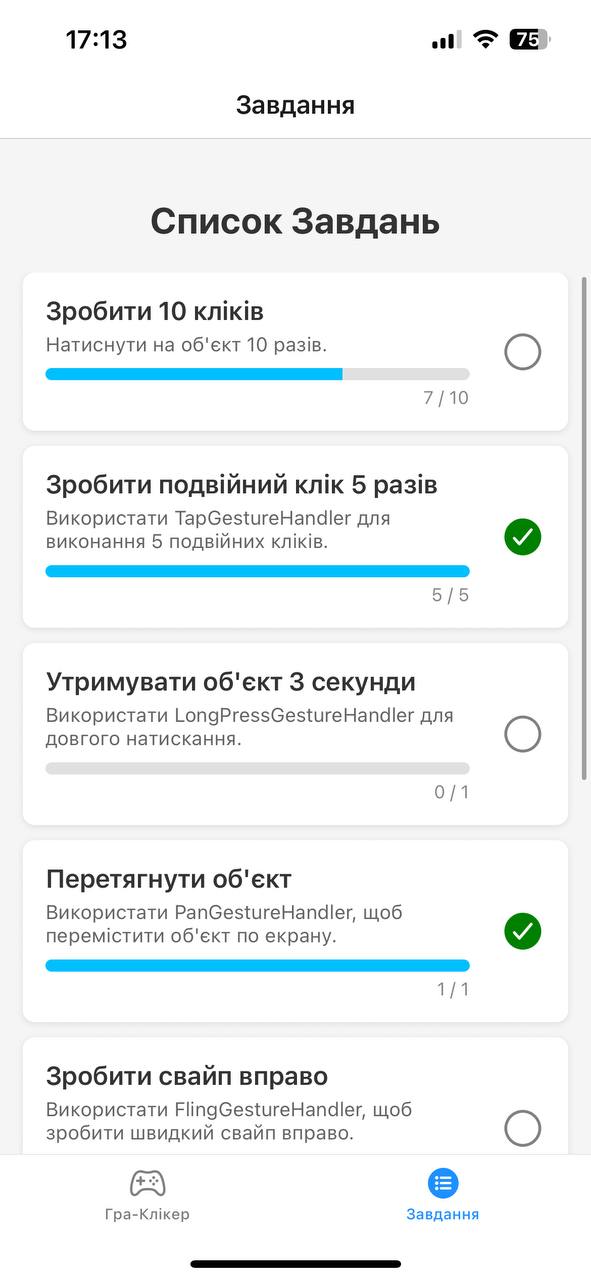 17:13
75
Завдання
Список Завдань
Зробити 10 кліків
Натиснути на об'єкт 10 разів.
7 / 10
Зробити подвійний клік 5 разів
Використати TapGestureHandler для
виконання 5 подвійних кліків.
5 / 5
Утримувати об'єкт 3 секунди
Використати LongPressGestureHandler для
довгого натискання.
0 / 1
Перетягнути об'єкт
Використати PanGestureHandler, щоб
перемістити об'єкт по екрану.
1 / 1
Зробити свайп вправо
Використати FlingGestureHandler, щоб
зробити швидкий свайп вправо.
Гра-Клікер
Завдання